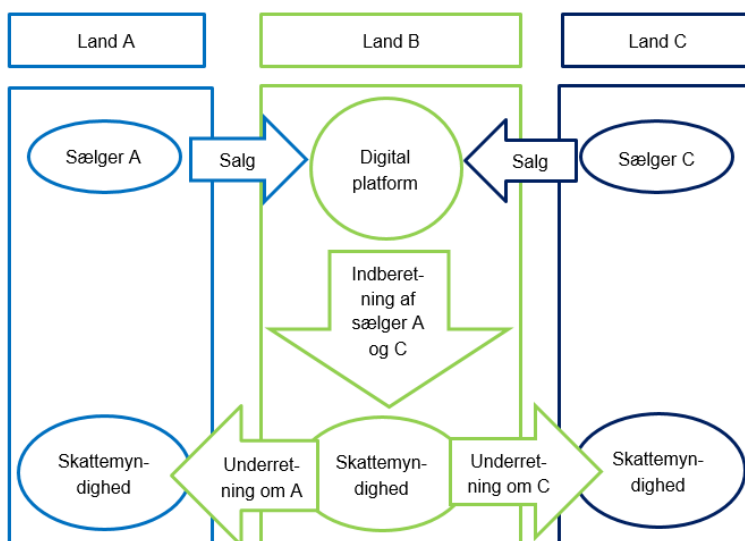 Land A
Land B
Land C
Sælger A
Salg
Digital
platform
Salg
Sælger C
Indberet-
ning af
sælger A
og C
Skattemyn-
dighed
Underret-
ning om A
Skattemyn-
dighed
Underret-
ning om C
Skattemyn-
dighed